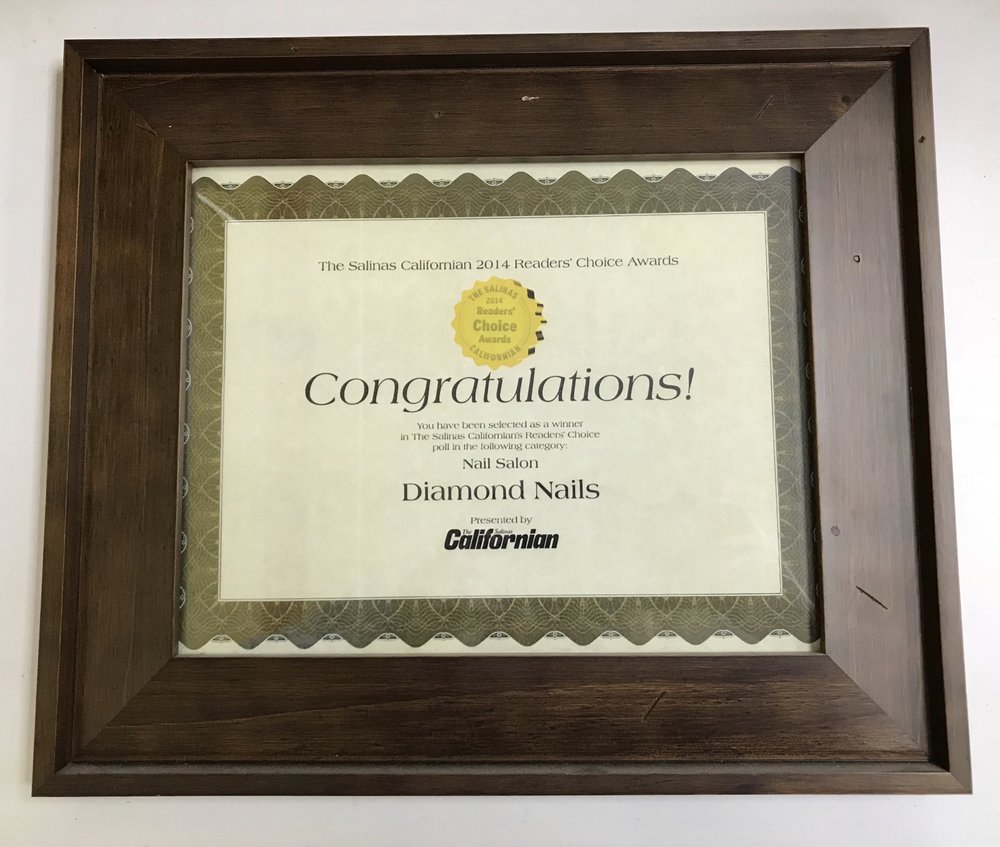 The Salinas Californian 2014 Readers' Choice Awards
THE SALINAS
2014
Readers'
Choice
Awards
CALIFORNIAN
Congratulations!
You have been selected as a winner
in The Salinas Californian's Readers' Choice
poll in the following category:
Nail Salon
Diamond Nails
Presented by
The Salinas
Californian